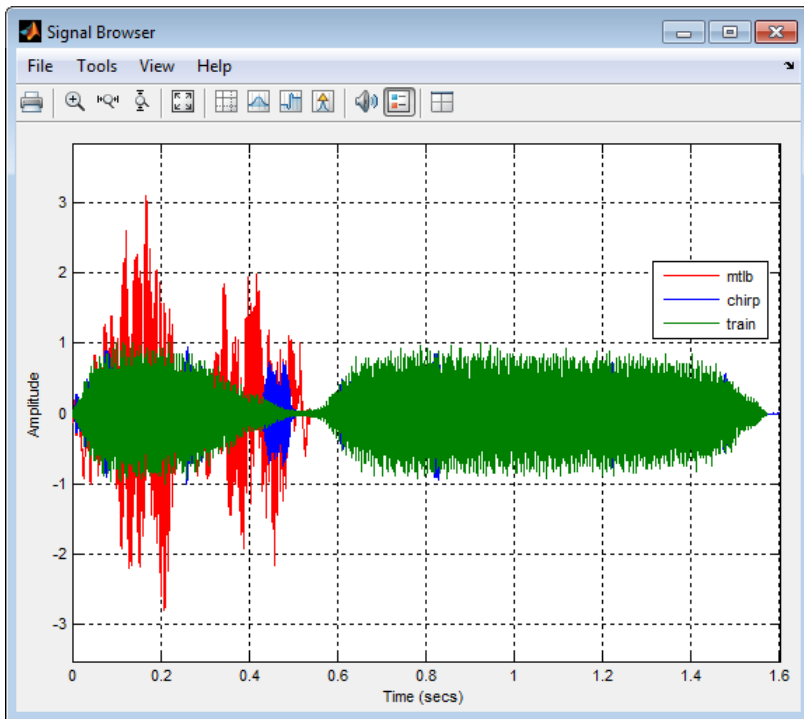 Signal Browser
File Tools View Help
3
2
1
0
-1
-2
-3
Amplitude
mtlb
chirp
train
0 0.2 0.4 0.6 0.8 1 1.2 1.4 1.6
Time (secs)